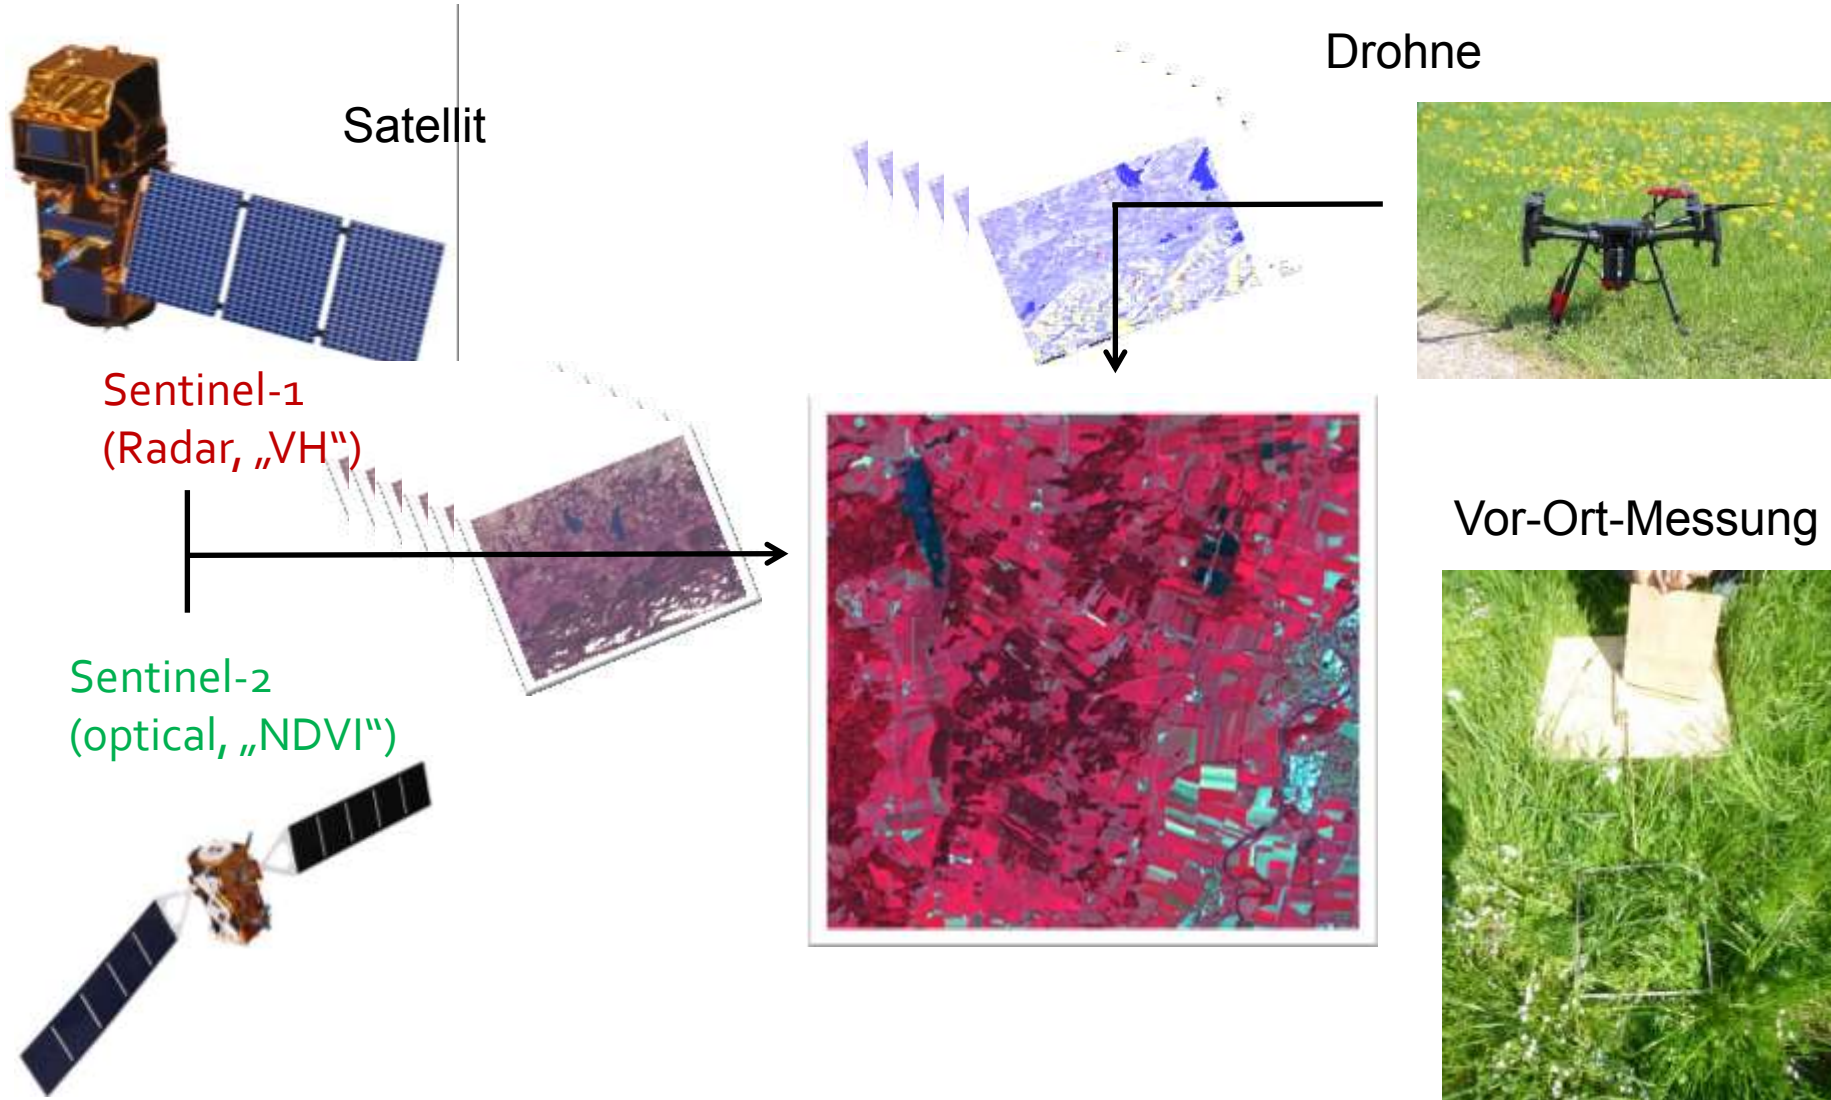 Satellit
Drohne
Sentinel-1
(Radar, „VH“)
Vor-Ort-Messung
Sentinel-2
(optical, „NDVI“)